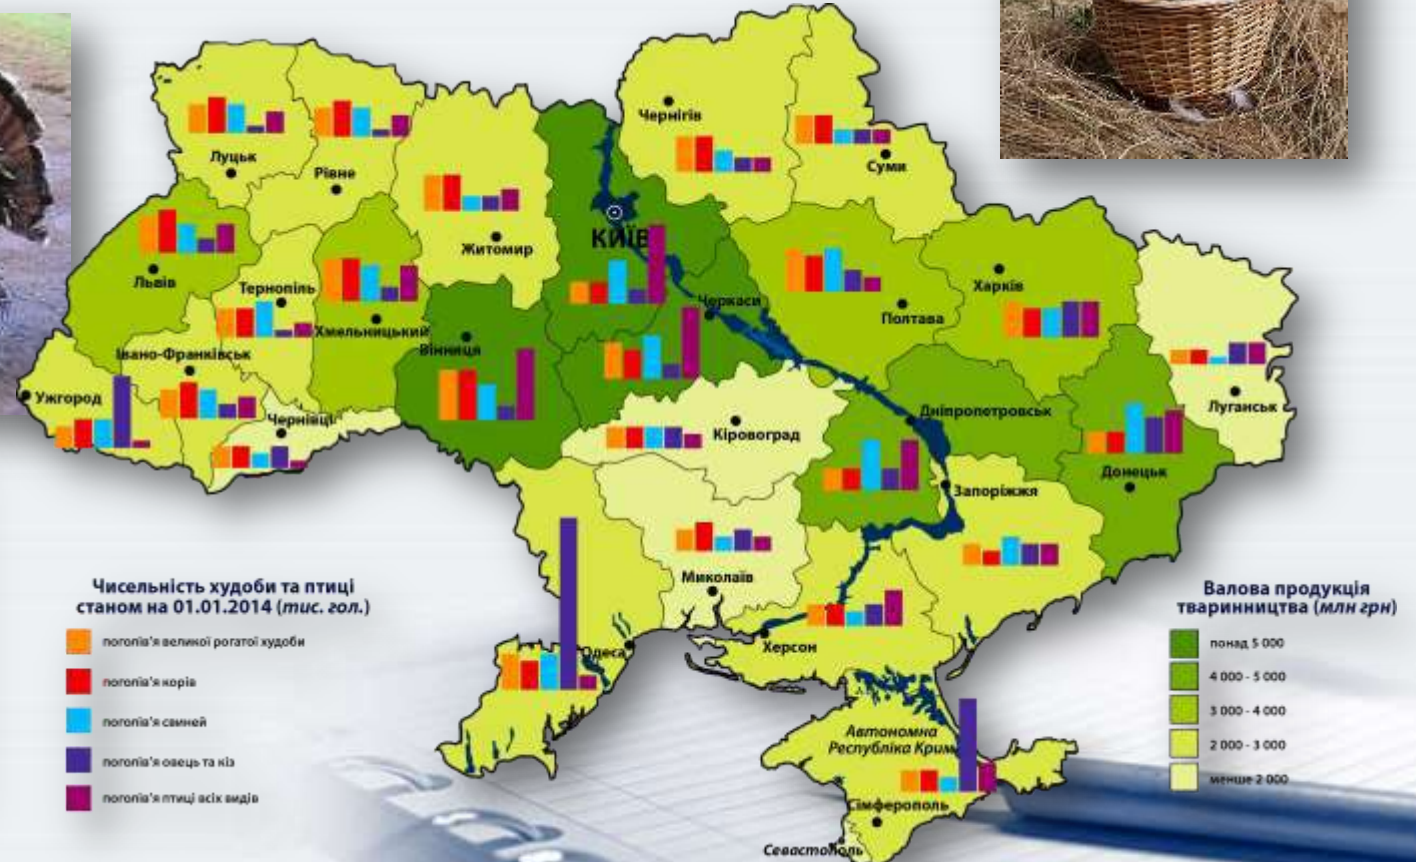 Чернігів
Суми
Луцьк
Рівне
Житомир
КИЇВ
Львів
Тернопіль
Хмельницький
Вінниця
Черкаси
Полтава
Харків
Івано-Франківськ
Ужгород
Чернівці
Кіровоград
Дніпропетровськ
Луганськ
Донецьк
Запоріжжя
Миколаїв
Одеса
Херсон
Автономна
Республіка Крим
Сімферополь
Севастополь
Чисельність худоби та птиці
станом на 01.01.2014 (тис. гол.)
поголів'я великої рогатої худоби
поголів'я корів
поголів'я свиней
поголів'я овець та кіз
поголів'я птиці всіх видів
Валова продукція
тваринництва (млн грн)
понад 5 000
4 000 - 5 000
3 000 - 4 000
2 000 - 3 000
менше 2 000